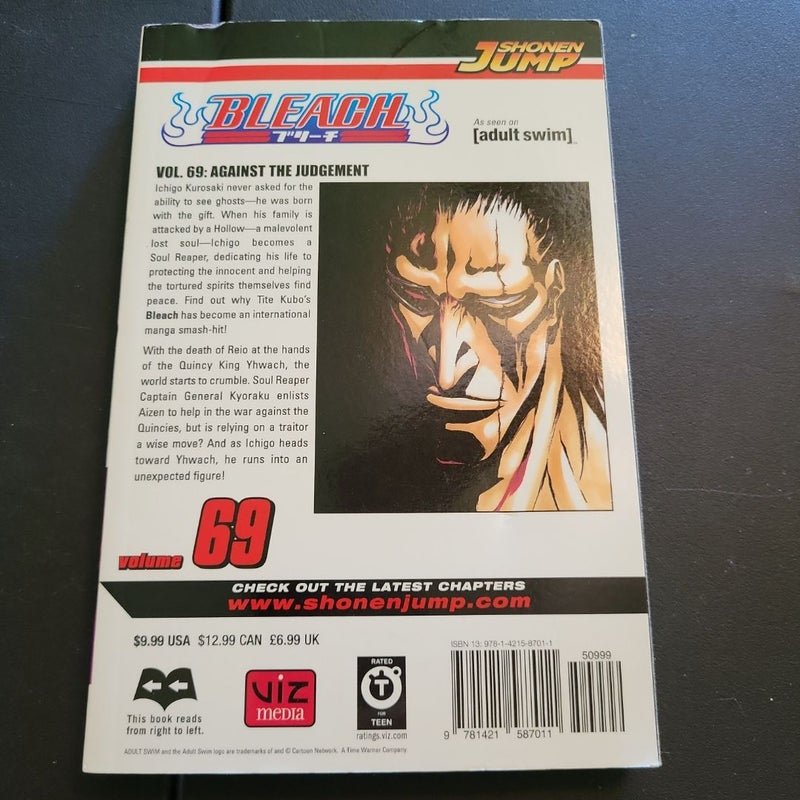 SHONEN
JUMP
BLEACH
ブリーチ
As seen on
[adult swim]™
VOL. 69: AGAINST THE JUDGEMENT
Ichigo Kurosaki never asked for the
ability to see ghosts—he was born
with the gift. When his family is
attacked by a Hollow—a malevolent
lost soul—Ichigo becomes a
Soul Reaper, dedicating his life to
protecting the innocent and helping
the tortured spirits themselves find
peace. Find out why Tite Kubo's
Bleach has become an international
manga smash-hit!
With the death of Reio at the hands
of the Quincy King Yhwach, the
world starts to crumble. Soul Reaper
Captain General Kyoraku enlists
Aizen to help in the war against the
Quincies, but is relying on a traitor
a wise move? And as Ichigo heads
toward Yhwach, he runs into an
unexpected figure!
volume 69
CHECK OUT THE LATEST CHAPTERS
www.shonenjump.com
$9.99 USA $12.99 CAN £6.99 UK
This book reads
from right to left.
VIZ
media
RATED
T
FOR
TEEN
ratings.viz.com
ISBN 13: 978-1-4215-8701-1
50999
9 781421 587011
ADULT SWIM and the Adult Swim logo are trademarks of and © Cartoon Network. A Time Warner Company.